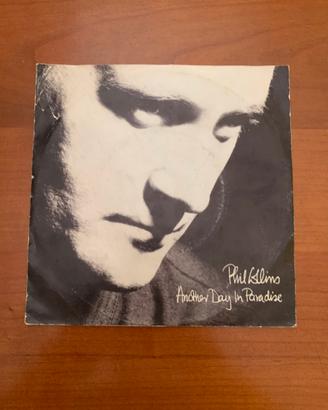 Phil Collins
Another Day In Paradise